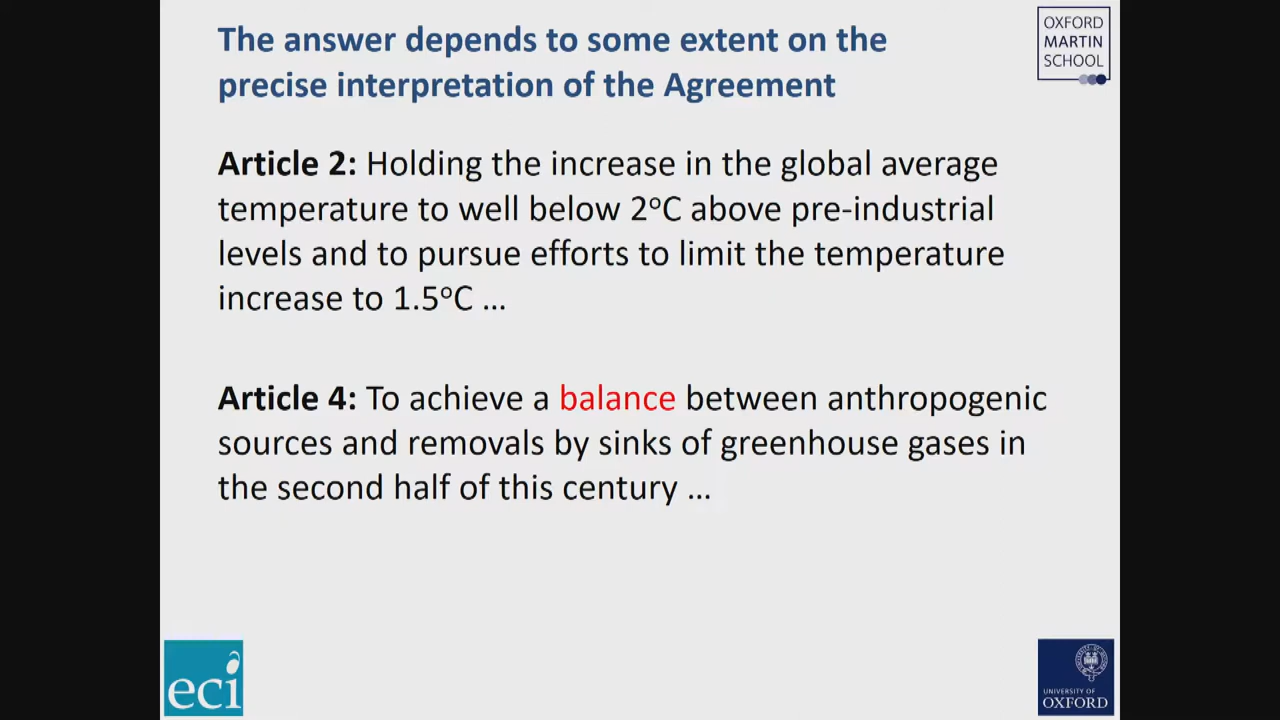 The answer depends to some extent on the
precise interpretation of the Agreement
OXFORD
MARTIN
SCHOOL
Article 2: Holding the increase in the global average
temperature to well below 2°C above pre-industrial
levels and to pursue efforts to limit the temperature
increase to 1.5°C ...
Article 4: To achieve a balance between anthropogenic
sources and removals by sinks of greenhouse gases in
the second half of this century ...
eci
UNIVERSITY OF
OXFORD